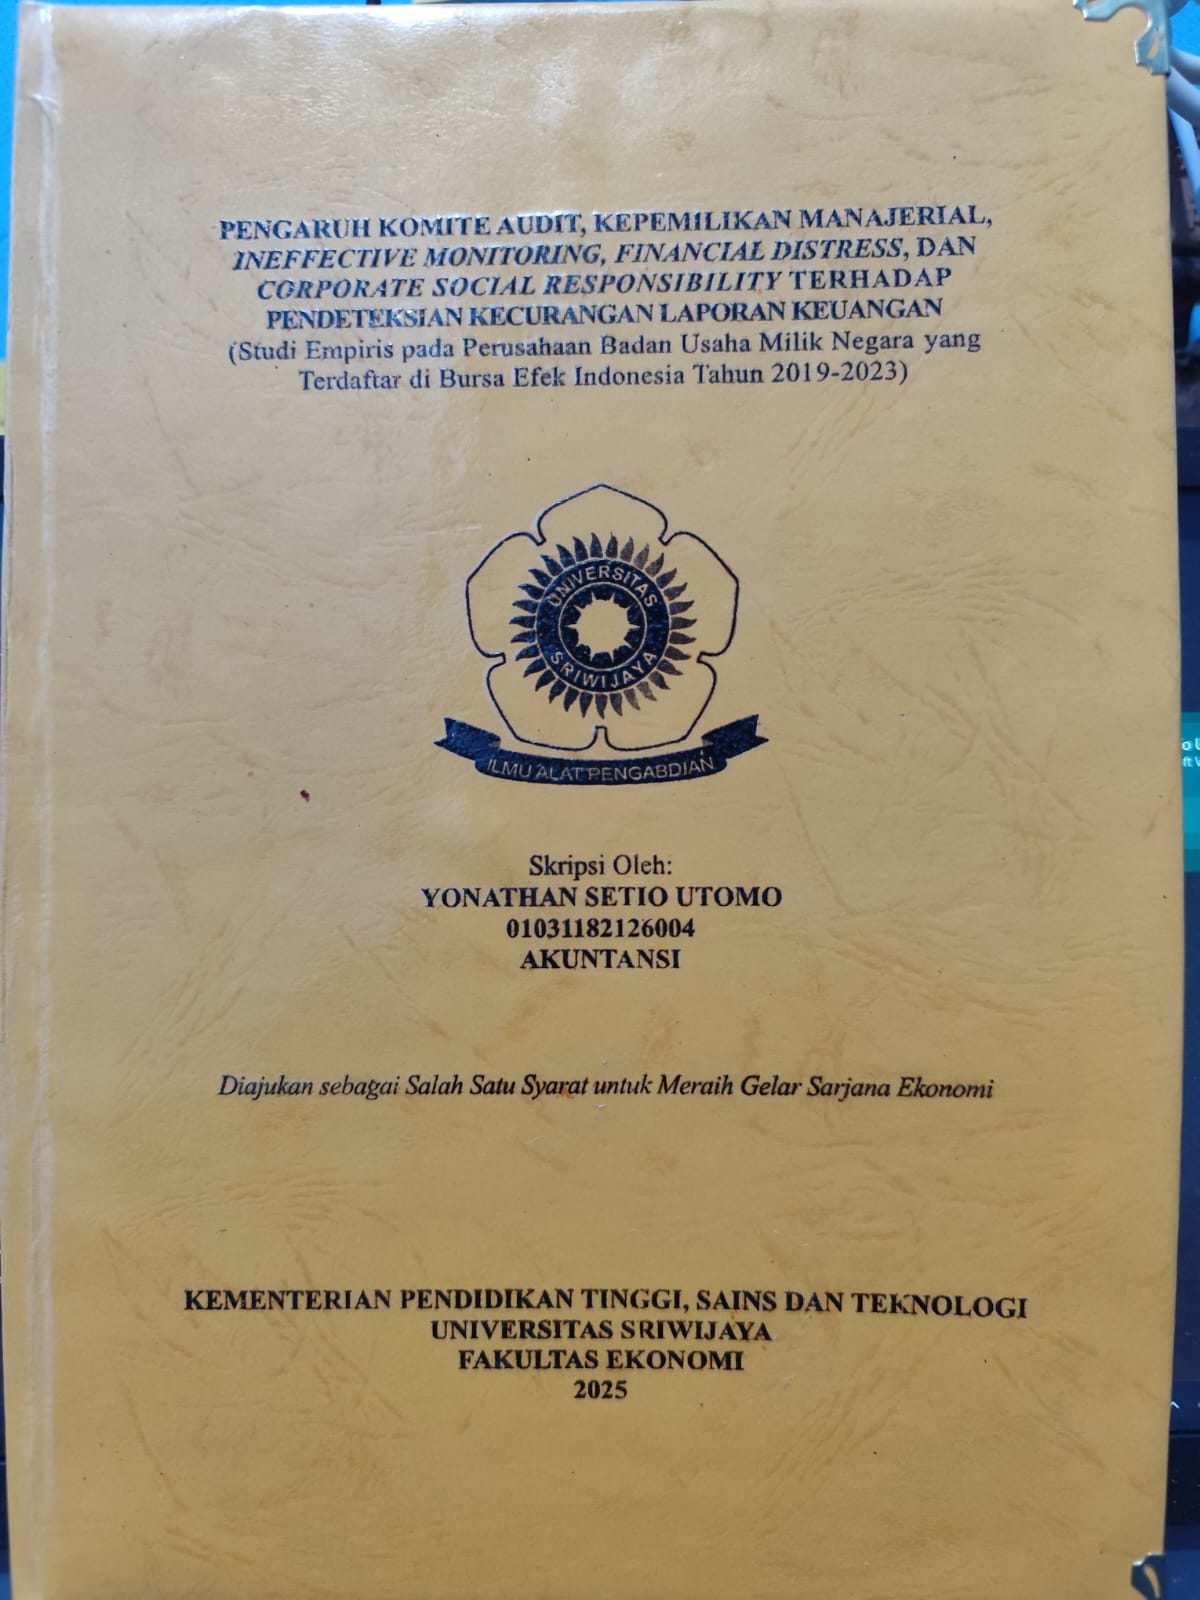 PENGARUH KOMITE AUDIT, KEPEMILIKAN MANAJERIAL,
INEFFECTIVE MONITORING, FINANCIAL DISTRESS, DAN
CORPORATE SOCIAL RESPONSIBILITY TERHADAP
PENDETEKSIAN KECURANGAN LAPORAN KEUANGAN
(Studi Empiris pada Perusahaan Badan Usaha Milik Negara yang
Terdaftar di Bursa Efek Indonesia Tahun 2019-2023)
UNIVERSITAS
SRIWIJAYA
ILMU ALAT PENGABDIAN
Skripsi Oleh:
YONATHAN SETIO UTOMO
01031182126004
AKUNTANSI
Diajukan sebagai Salah Satu Syarat untuk Meraih Gelar Sarjana Ekonomi
KEMENTERIAN PENDIDIKAN TINGGI, SAINS DAN TEKNOLOGI
UNIVERSITAS SRIWIJAYA
FAKULTAS EKONOMI
2025